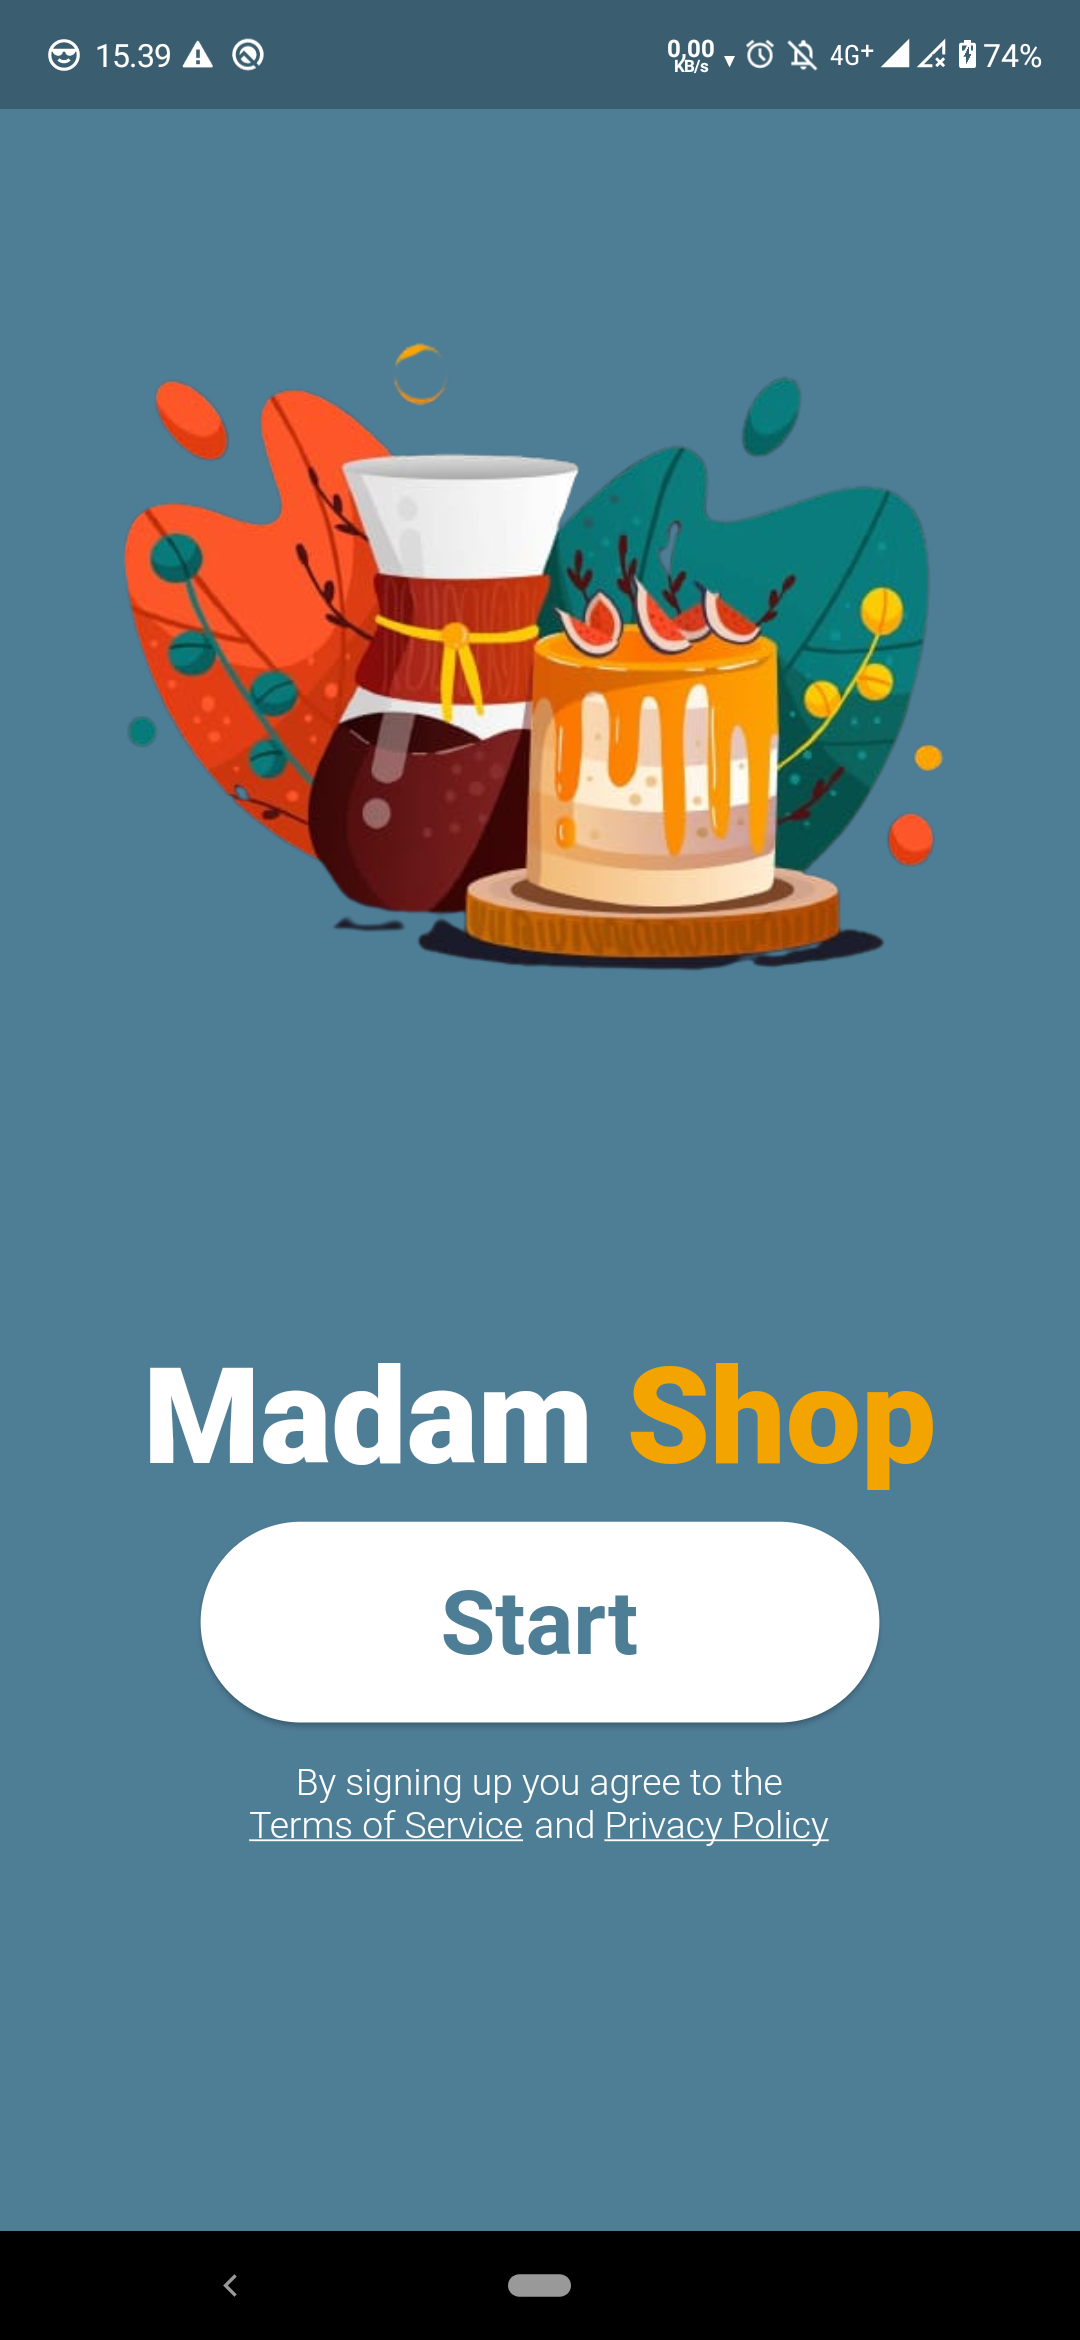 15.39
0,00
KB/s
4G+
74%
Madam Shop
Start
By signing up you agree to the
Terms of Service and Privacy Policy